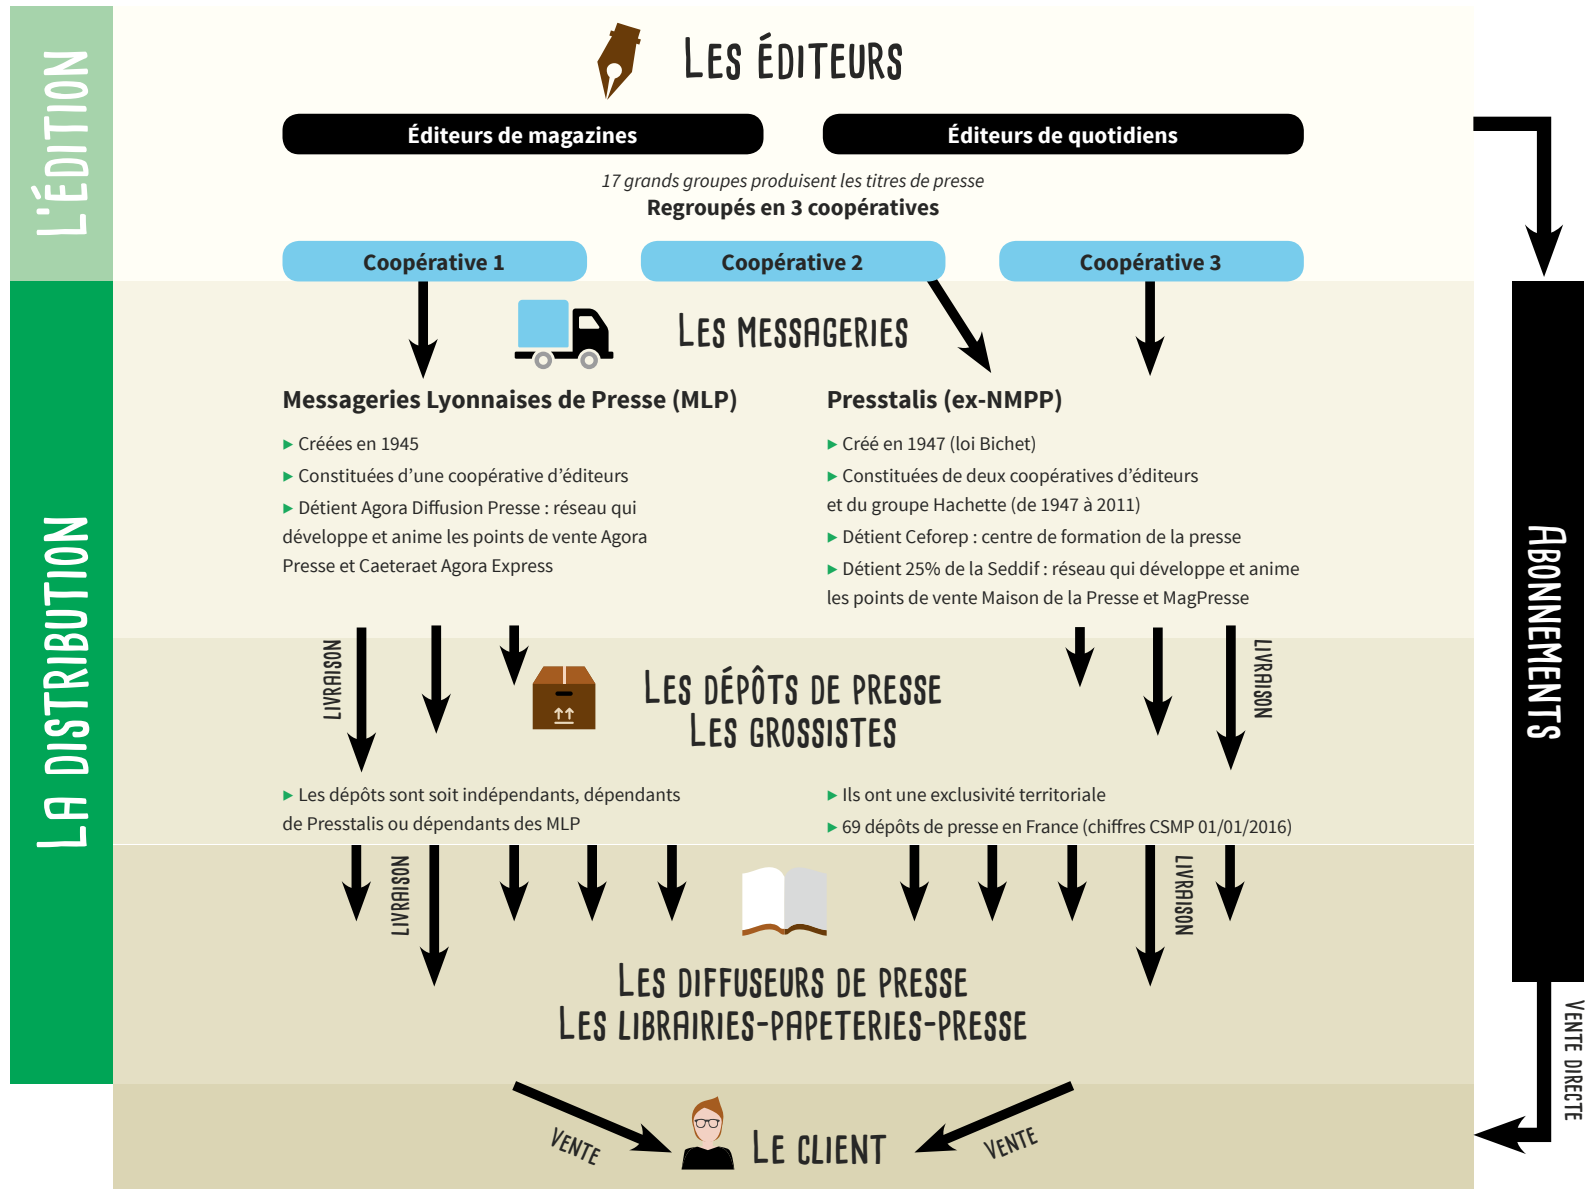 L'ÉDITION
LES ÉDITEURS
Éditeurs de magazines
Éditeurs de quotidiens
17 grands groupes produisent les titres de presse
Regroupés en 3 coopératives
Coopérative 1
Coopérative 2
Coopérative 3
LA DISTRIBUTION
LES MESSAGERIES
Messageries Lyonnaises de Presse (MLP)
▶ Créées en 1945
▶ Constituées d'une coopérative d'éditeurs
▶ Détient Agora Diffusion Presse : réseau qui
développe et anime les points de vente Agora
Presse et Caeteraet Agora Express
Presstalis (ex-NMPP)
▶ Créé en 1947 (loi Bichet)
▶ Constituées de deux coopératives d'éditeurs
et du groupe Hachette (de 1947 à 2011)
▶ Détient Ceforep : centre de formation de la presse
▶ Détient 25% de la Seddif : réseau qui développe et anime
les points de vente Maison de la Presse et MagPresse
LIVRAISON
LIVRAISON
LES DÉPÔTS DE PRESSE
LES GROSSISTES
▶ Les dépôts sont soit indépendants, dépendants
de Presstalis ou dépendants des MLP
▶ Ils ont une exclusivité territoriale
▶ 69 dépôts de presse en France (chiffres CSMP 01/01/2016)
LIVRAISON
LIVRAISON
LES DIFFUSEURS DE PRESSE
LES LIBRAIRIES-PAPETERIES-PRESSE
VENTE
LE CLIENT
VENTE
ABONNEMENTS
VENTE DIRECTE